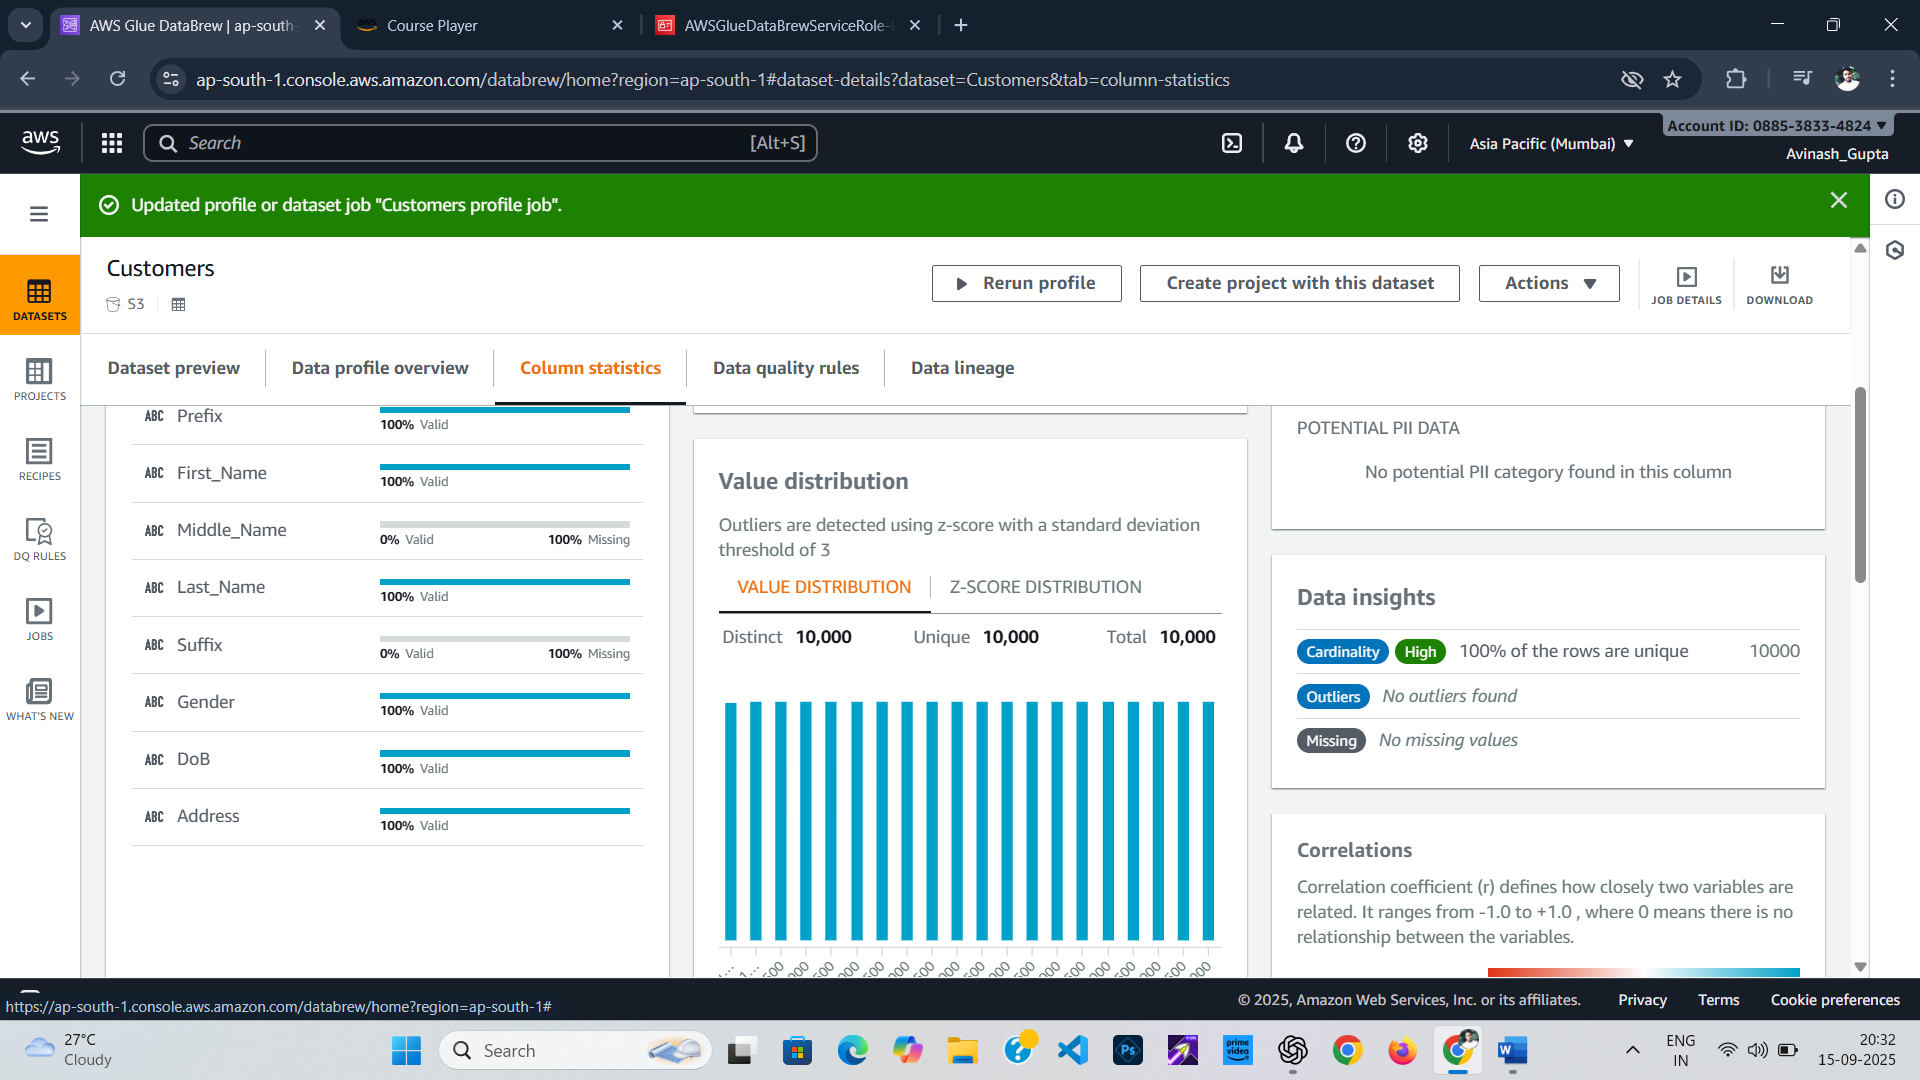 AWS Glue DataBrew | ap-south-
Course Player
AWSGlueDataBrewServiceRole-
ap-south-1.console.aws.amazon.com/databrew/home?region=ap-south-1#dataset-details?dataset=Customers&tab=column-statistics
aws
Search
[Alt+S]
Asia Pacific (Mumbai)
Account ID: 0885-3833-4824
Avinash_Gupta
Updated profile or dataset job "Customers profile job".
Customers
S3
Rerun profile
Create project with this dataset
Actions
JOB DETAILS
DOWNLOAD
DATASETS
PROJECTS
RECIPES
DQ RULES
JOBS
WHAT'S NEW
Dataset preview
Data profile overview
Column statistics
Data quality rules
Data lineage
ABC Prefix
100% Valid
ABC First_Name
100% Valid
ABC Middle_Name
0% Valid 100% Missing
ABC Last_Name
100% Valid
ABC Suffix
0% Valid 100% Missing
ABC Gender
100% Valid
ABC DoB
100% Valid
ABC Address
100% Valid
Value distribution
Outliers are detected using z-score with a standard deviation
threshold of 3
VALUE DISTRIBUTION
Z-SCORE DISTRIBUTION
Distinct 10,000 Unique 10,000 Total 10,000
POTENTIAL PII DATA
No potential PII category found in this column
Data insights
Cardinality High 100% of the rows are unique 10000
Outliers No outliers found
Missing No missing values
Correlations
Correlation coefficient (r) defines how closely two variables are
related. It ranges from -1.0 to +1.0 , where 0 means there is no
relationship between the variables.
https://ap-south-1.console.aws.amazon.com/databrew/home?region=ap-south-1#
© 2025, Amazon Web Services, Inc. or its affiliates.
Privacy
Terms
Cookie preferences
27°C
Cloudy
Search
prime video
Ps
W
ENG
IN
20:32
15-09-2025